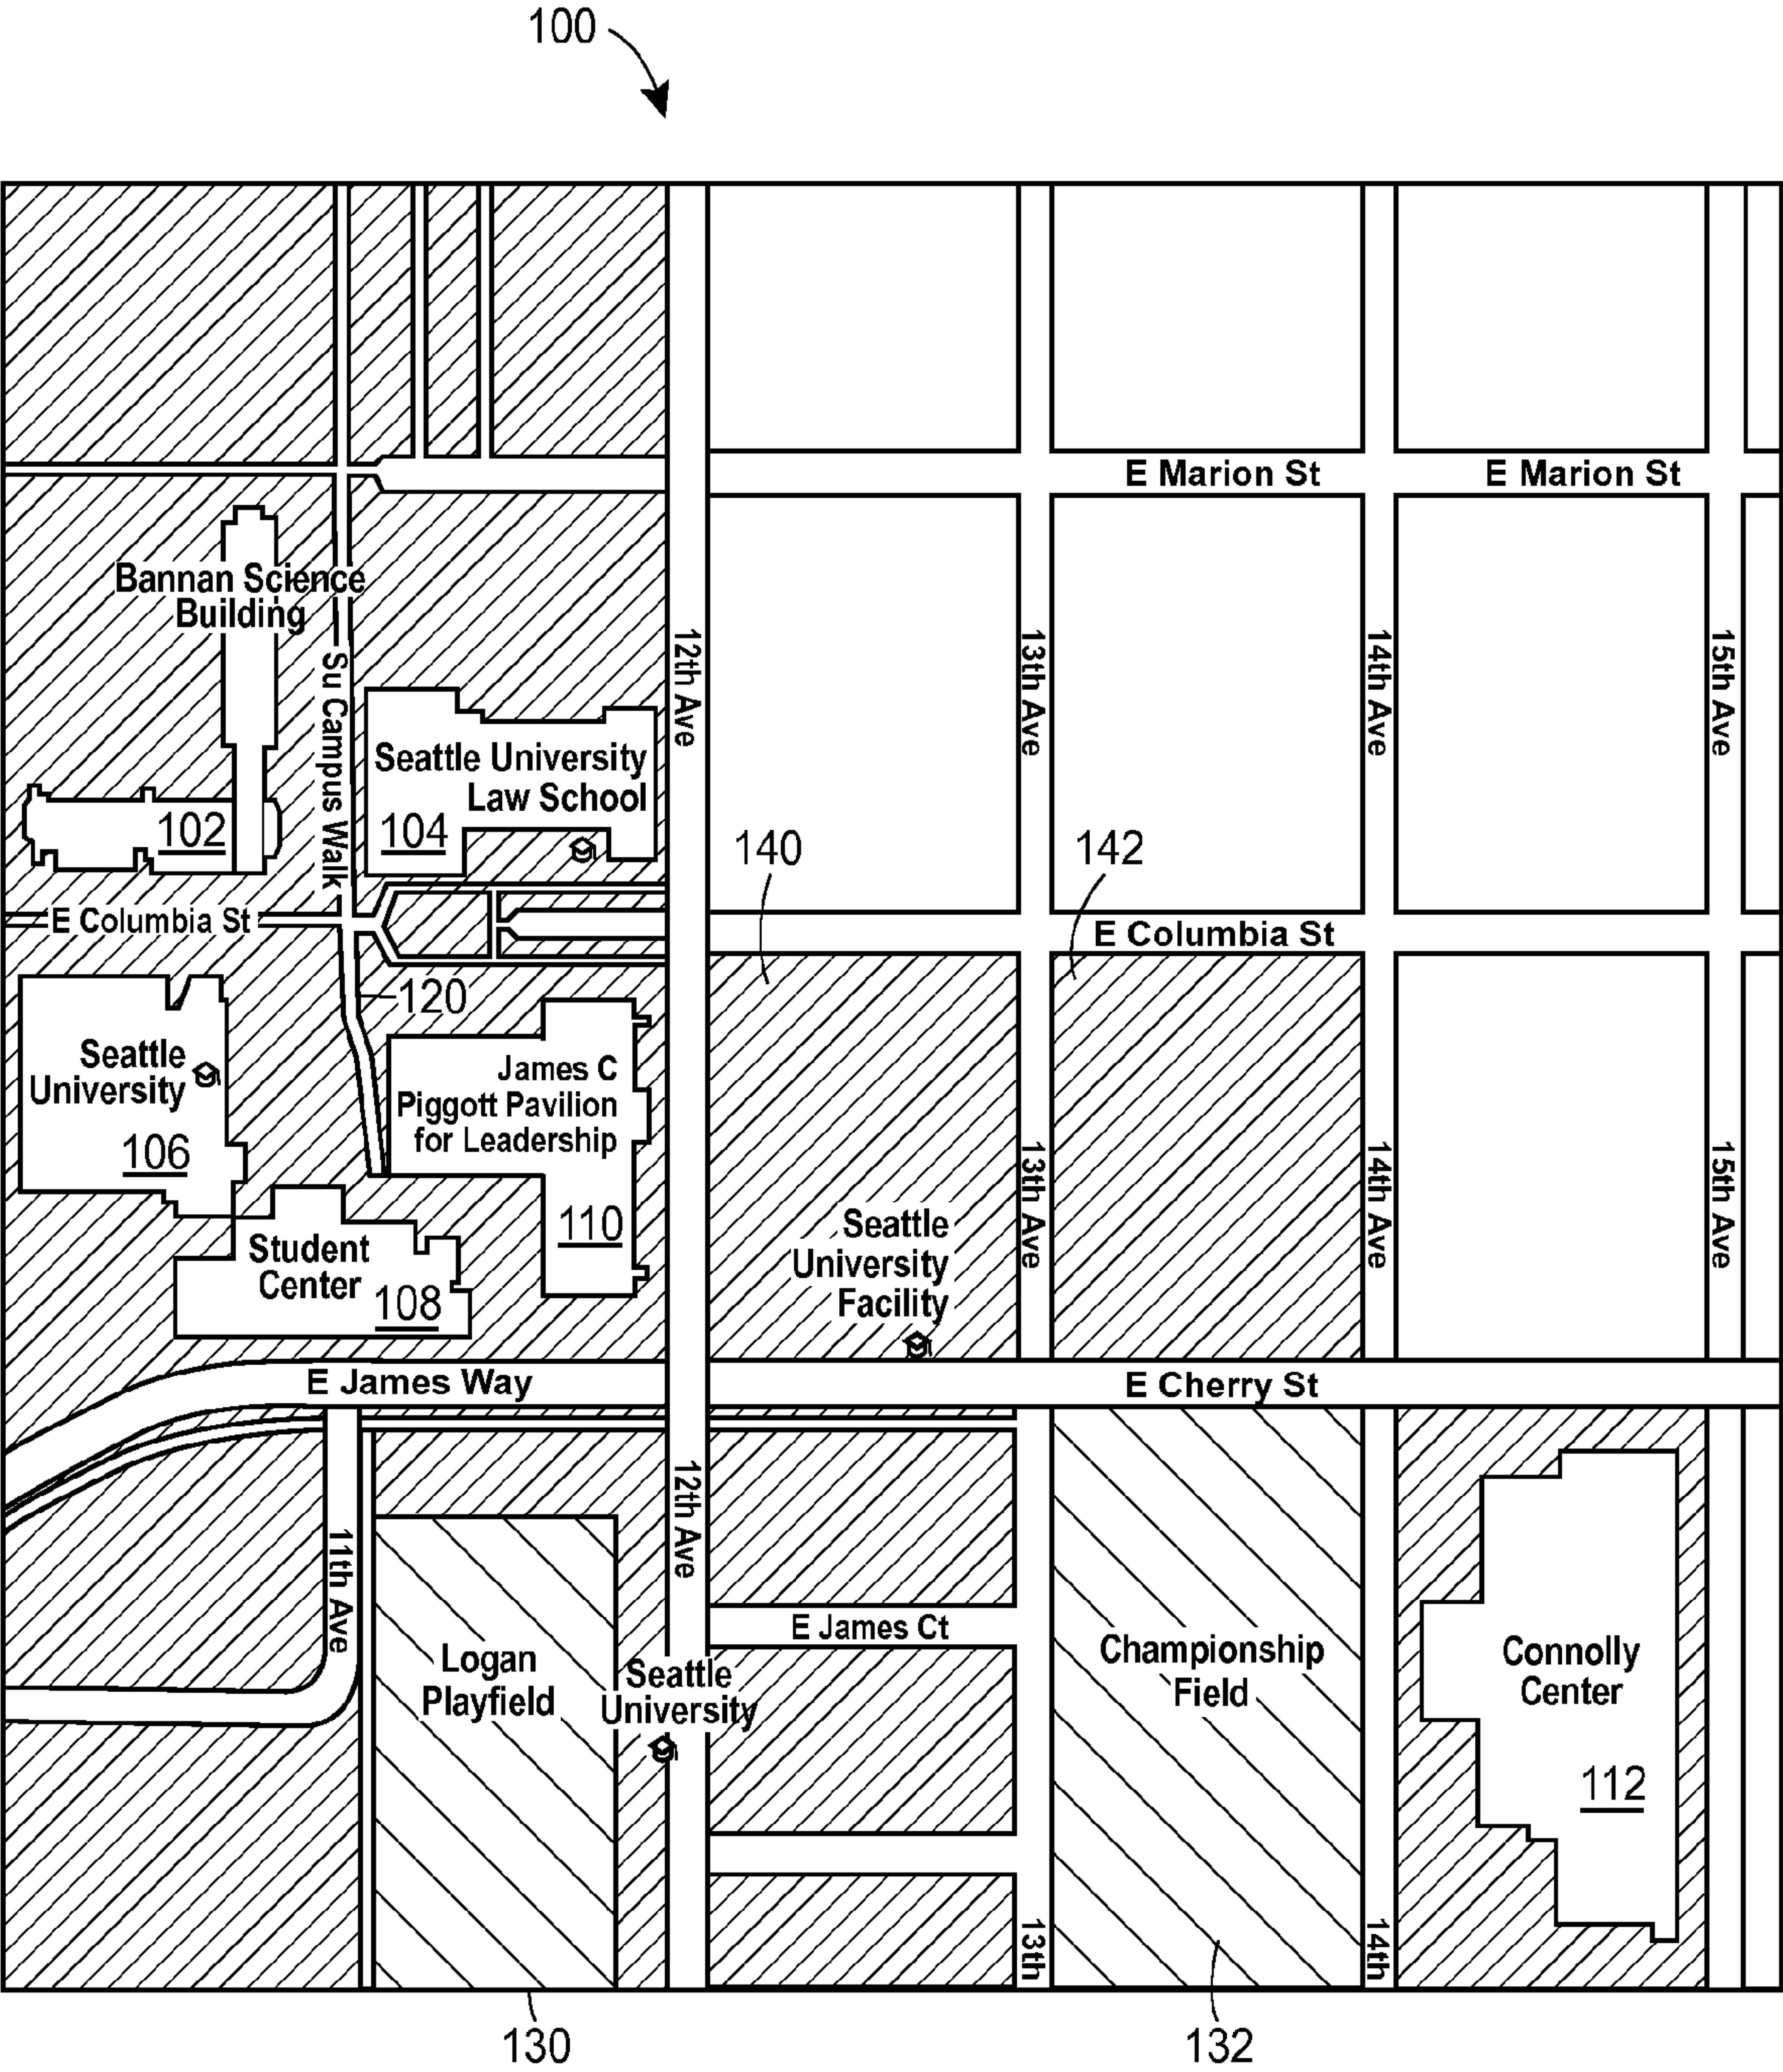 100
E Marion St
E Marion St
Bannan Science
Building
Su Campus Walk
12th Ave
13th Ave
14th Ave
15th Ave
Seattle University
Law School
102
104
140
142
E Columbia St
E Columbia St
120
Seattle
University
106
James C
Piggott Pavilion
for Leadership
110
13th Ave
14th Ave
15th Ave
Seattle
University
Facility
Student
Center
108
E James Way
E Cherry St
12th Ave
11th Ave
E James Ct
Logan
Playfield
Seattle
University
Championship
Field
Connolly
Center
112
13th
14th
130
132